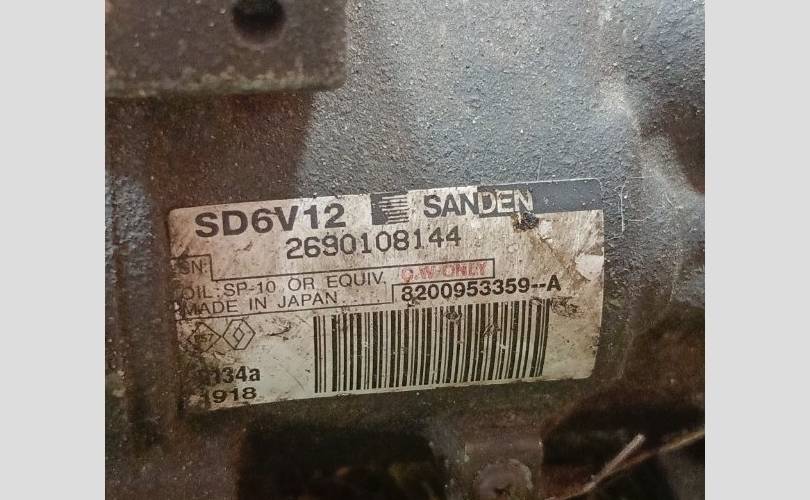 SD6V12 SANDEN
SN: 2690108144
OIL: SP-10 OR EQUIV. C.W-ONLY
MADE IN JAPAN 8200953359--A
134a
1918